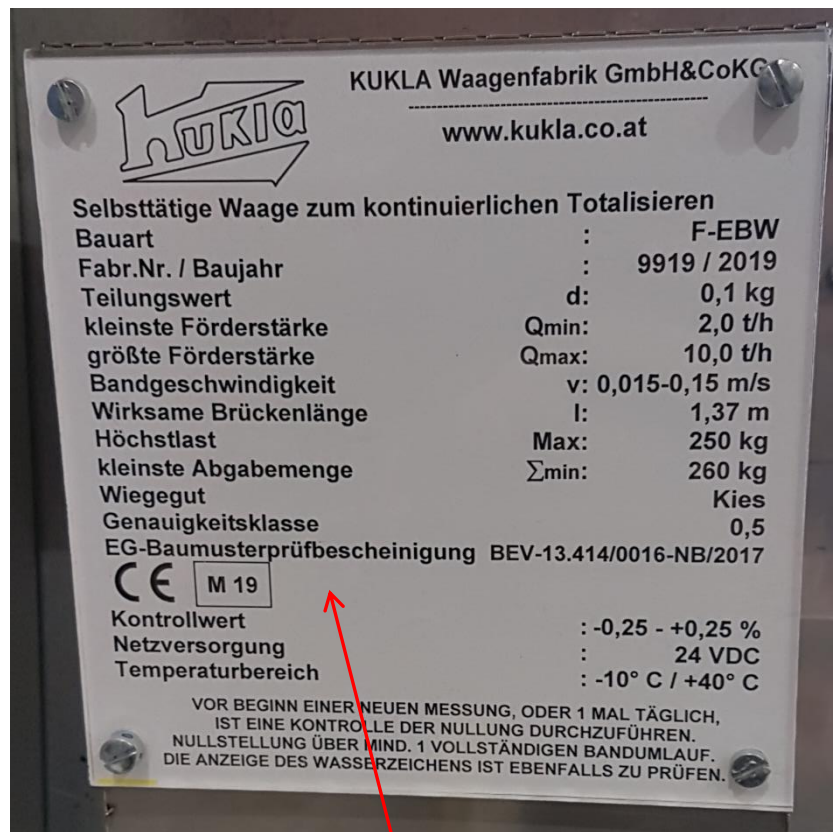 KUKLA Waagenfabrik GmbH&CoKG
www.kukla.co.at
Kukla
Selbsttätige Waage zum kontinuierlichen Totalisieren
Bauart : F-EBW
Fabr.Nr. / Baujahr : 9919 / 2019
Teilungswert d: 0,1 kg
kleinste Förderstärke Qmin: 2,0 t/h
größte Förderstärke Qmax: 10,0 t/h
Bandgeschwindigkeit v: 0,015-0,15 m/s
Wirksame Brückenlänge l: 1,37 m
Höchstlast Max: 250 kg
kleinste Abgabemenge Σmin: 260 kg
Wiegegut Kies
Genauigkeitsklasse 0,5
EG-Baumusterprüfbescheinigung BEV-13.414/0016-NB/2017
CE M 19
Kontrollwert : -0,25 - +0,25 %
Netzversorgung : 24 VDC
Temperaturbereich : -10° C / +40° C
VOR BEGINN EINER NEUEN MESSUNG, ODER 1 MAL TÄGLICH,
IST EINE KONTROLLE DER NULLUNG DURCHZUFÜHREN.
NULLSTELLUNG ÜBER MIND. 1 VOLLSTÄNDIGEN BANDUMLAUF.
DIE ANZEIGE DES WASSERZEICHENS IST EBENFALLS ZU PRÜFEN.